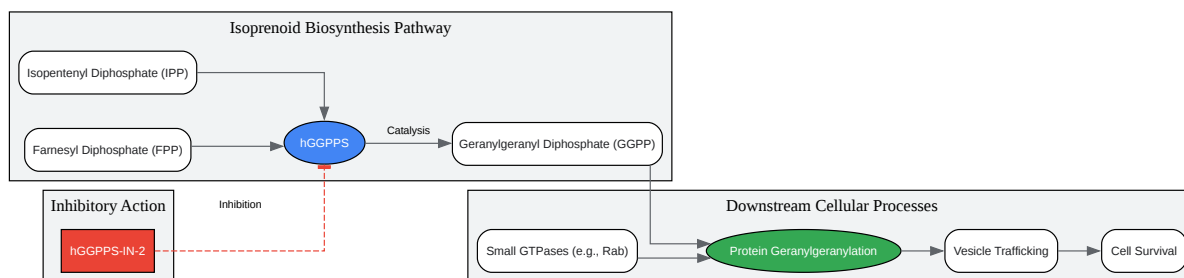 Isoprenoid Biosynthesis Pathway
Isopentenyl Diphosphate (IPP)
Farnesyl Diphosphate (FPP)
hGGPPS
Catalysis
Geranylgeranyl Diphosphate (GGPP)
Inhibitory Action
Inhibition
hGGPPS-IN-2
Downstream Cellular Processes
Small GTPases (e.g., Rab)
Protein Geranylgeranylation
Vesicle Trafficking
Cell Survival